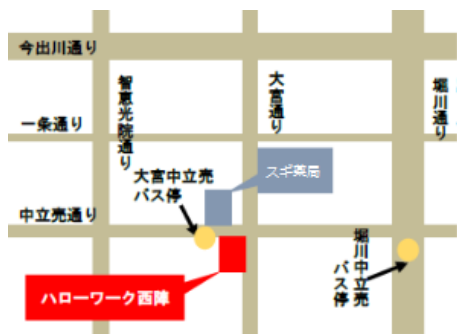 今出川通り
智恵光院通り
大宮通り
堀川通り
一条通り
スギ薬局
大宮中立売
バス停
中立売通り
堀川中立売
バス停
ハローワーク西陣